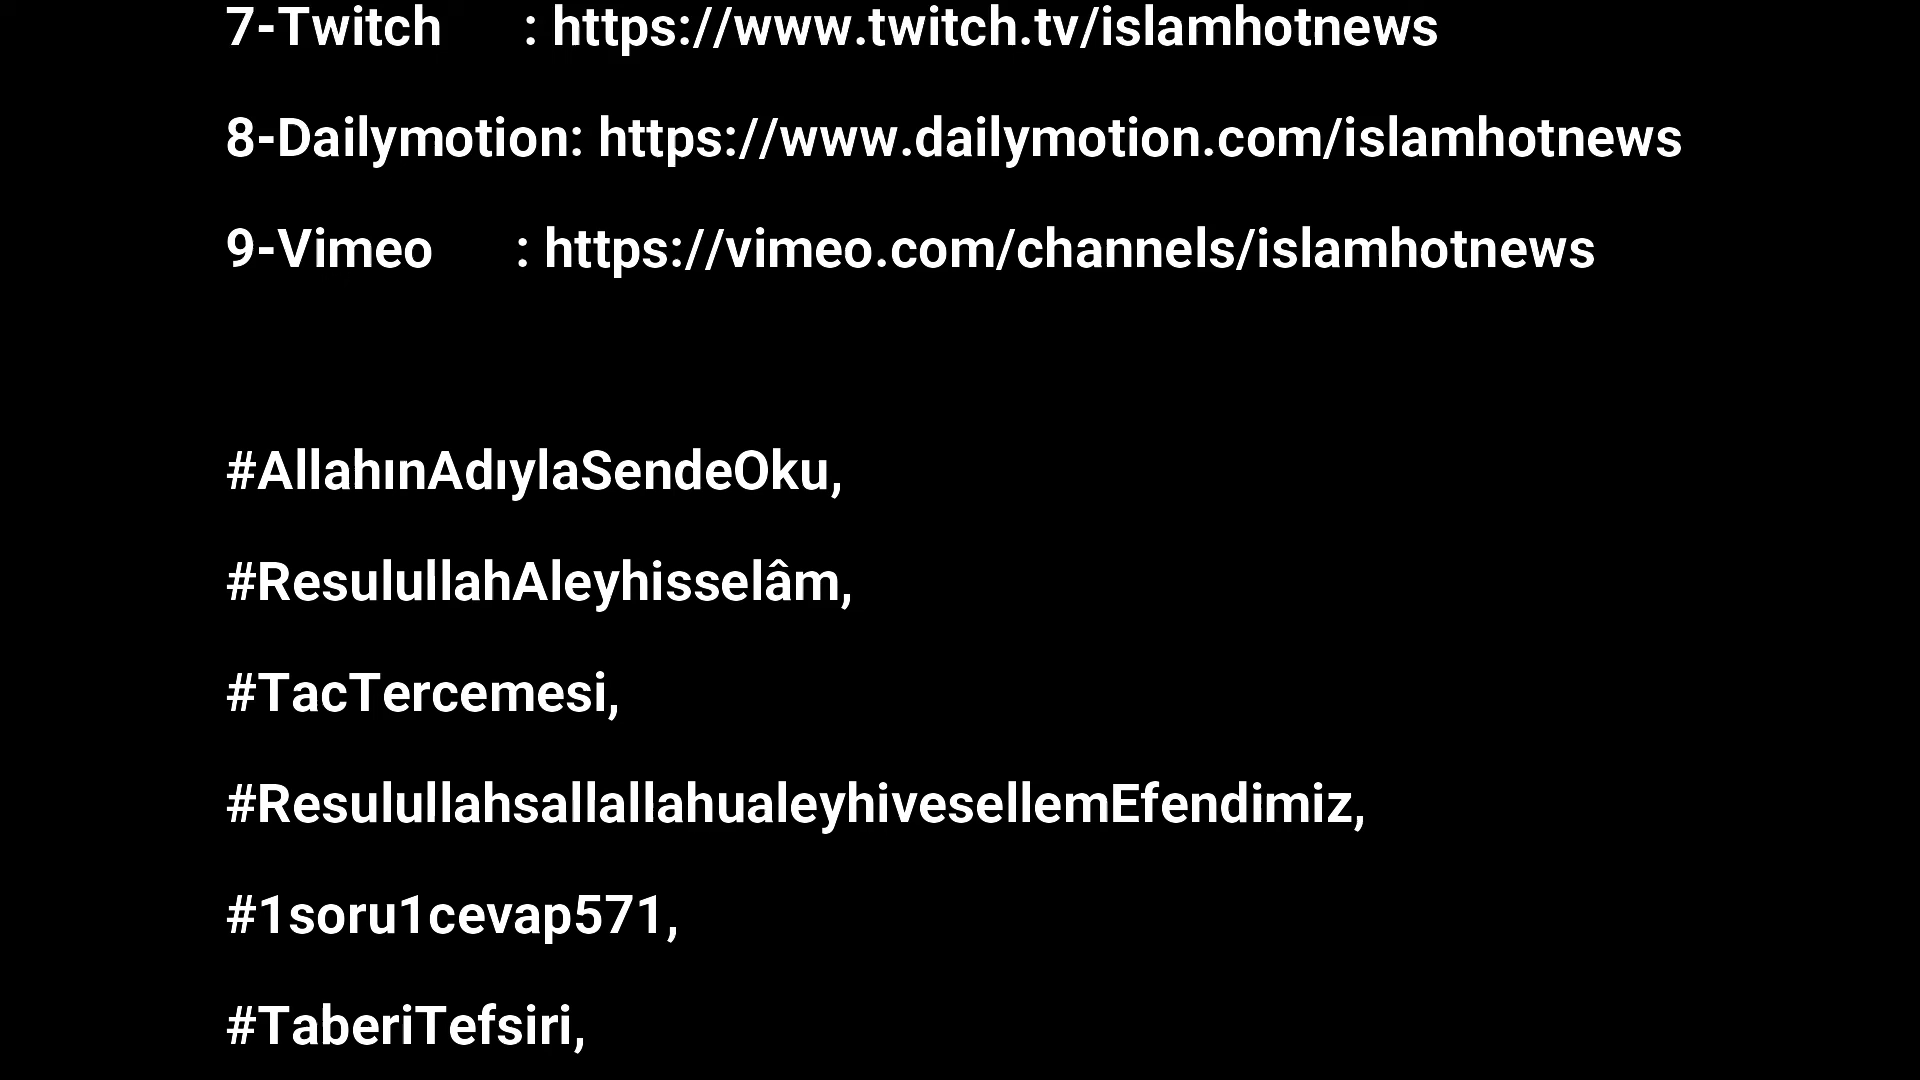 7-Twitch : https://www.twitch.tv/islamhotnews
8-Dailymotion: https://www.dailymotion.com/islamhotnews
9-Vimeo : https://vimeo.com/channels/islamhotnews
#AllahınAdıylaSendeOku,
#ResulullahAleyhisselâm,
#TacTercemesi,
#ResulullahsallallahualeyhivesellemEfendimiz,
#1soru1cevap571,
#TaberiTefsiri,